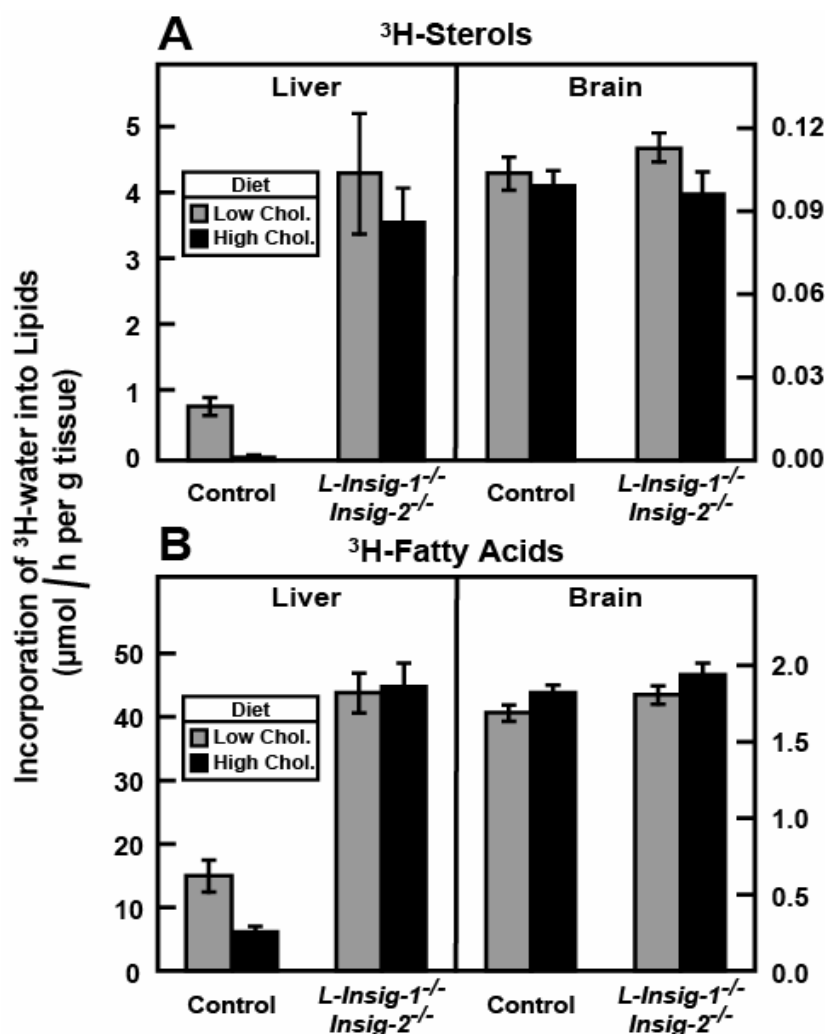 A ³H-Sterols
Liver Brain
5
4
3
2
1
0
Diet
Low Chol.
High Chol.
0.12
0.09
0.06
0.03
0.00
Control L-Insig-1⁻/⁻ Control L-Insig-1⁻/⁻
Insig-2⁻/⁻ Insig-2⁻/⁻
Incorporation of ³H-water into Lipids
(μmol / h per g tissue)
B ³H-Fatty Acids
Liver Brain
50
40
30
20
10
0
Diet
Low Chol.
High Chol.
2.0
1.5
1.0
0.5
0.0
Control L-Insig-1⁻/⁻ Control L-Insig-1⁻/⁻
Insig-2⁻/⁻ Insig-2⁻/⁻